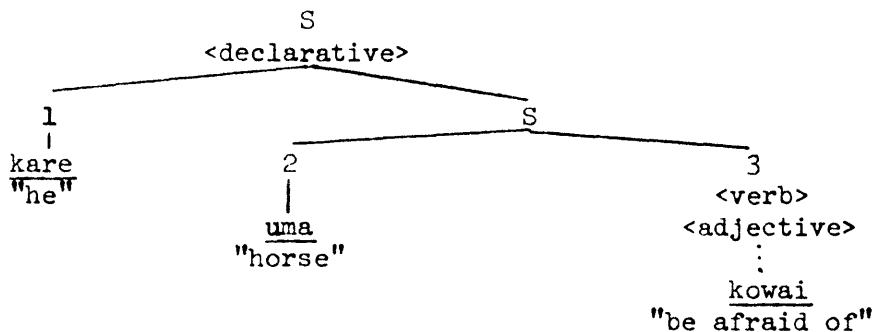 S
<declarative>
1 S
kare 2 3
"he" <verb>
uma <adjective>
"horse"
kowai
"be afraid of"